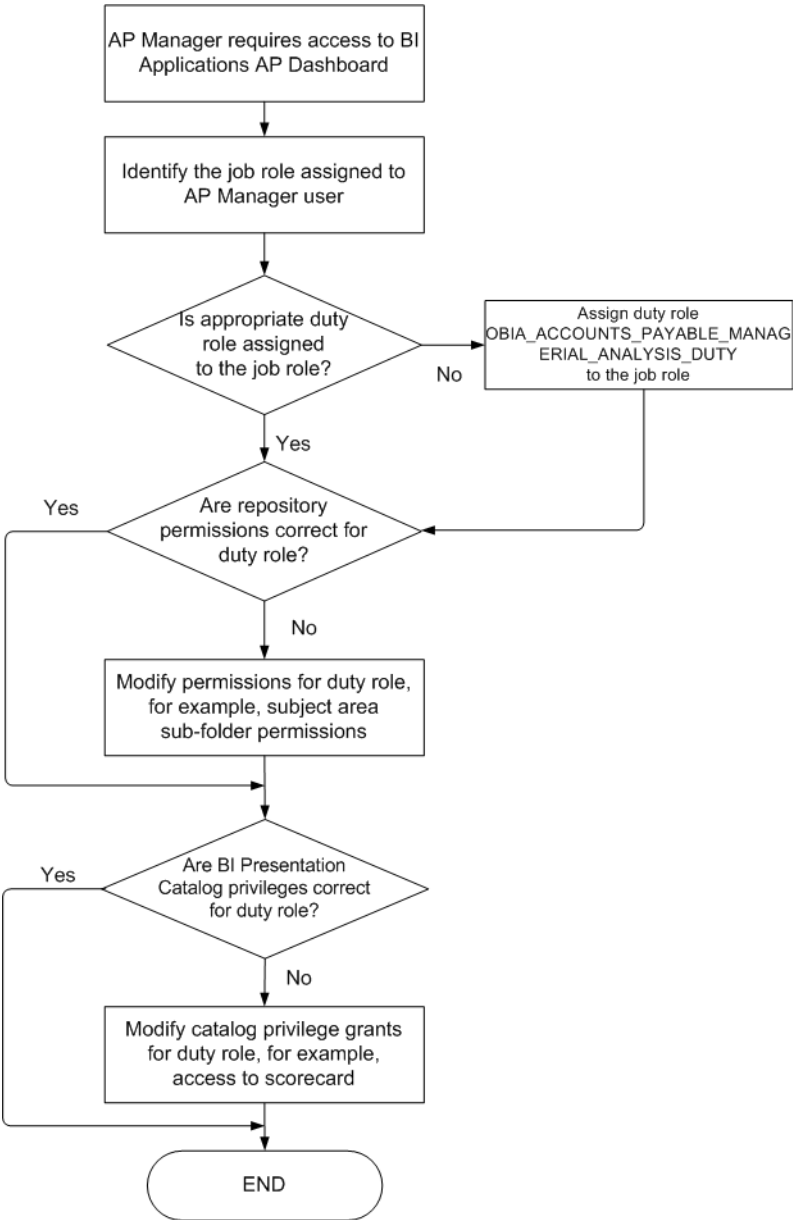 AP Manager requires access to BI
Applications AP Dashboard
Identify the job role assigned to
AP Manager user
Is appropriate duty
role assigned
to the job role?
No
Assign duty role
OBIA_ACCOUNTS_PAYABLE_MANAG
ERIAL_ANALYSIS_DUTY
to the job role
Yes
Yes
Are repository
permissions correct for
duty role?
No
Modify permissions for duty role,
for example, subject area
sub-folder permissions
Yes
Are BI Presentation
Catalog privileges correct
for duty role?
No
Modify catalog privilege grants
for duty role, for example,
access to scorecard
END